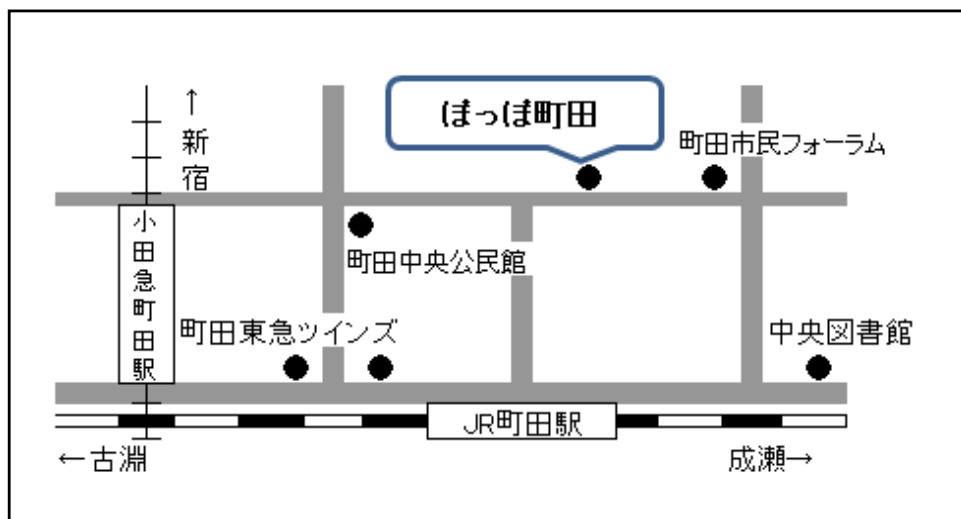 ↑新宿
ぽっぽ町田
町田市民フォーラム
小田急町田駅
町田中央公民館
町田東急ツインズ
中央図書館
JR町田駅
←古淵
成瀬→